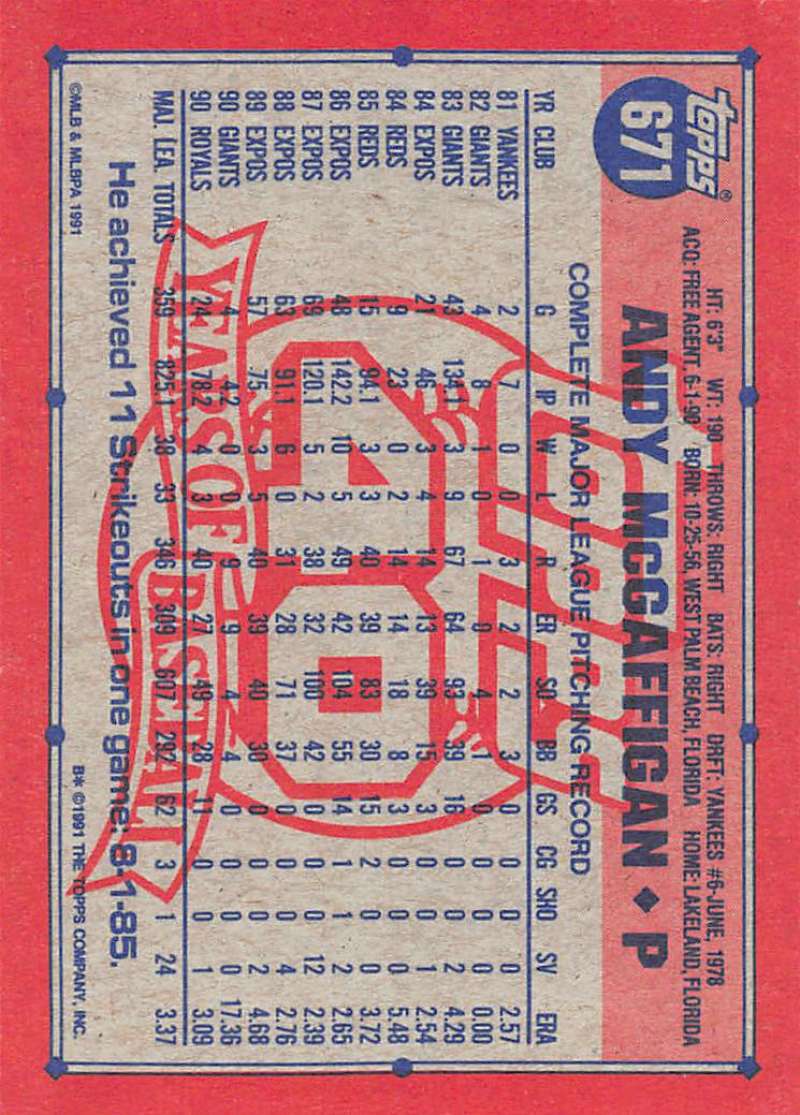 Topps®
671
HT: 6'3" WT: 190 THROWS: RIGHT BATS: RIGHT DRFT: YANKEES #6-JUNE, 1978
ACQ: FREE AGENT, 6-1-90 BORN: 10-25-56, WEST PALM BEACH, FLORIDA HOME: LAKELAND, FLORIDA
ANDY McGAFFIGAN ♦ P
COMPLETE MAJOR LEAGUE PITCHING RECORD
YR CLUB G IP W L R ER SO BB GS CG SHO SV ERA
81 YANKEES 2 7 0 0 3 2 2 3 0 0 0 0 2.57
82 GIANTS 4 8 1 0 1 0 4 1 0 0 0 0 0.00
83 GIANTS 43 134.1 3 9 67 64 93 39 16 0 0 2 4.29
84 EXPOS 21 46 3 4 14 13 39 15 3 0 0 1 2.54
84 REDS 9 23 0 2 14 14 18 8 3 0 0 0 5.48
85 REDS 15 94.1 3 3 40 39 83 30 15 2 0 0 3.72
86 EXPOS 48 142.2 10 5 49 42 104 55 14 1 1 2 2.65
87 EXPOS 69 120.1 5 2 38 32 100 42 0 0 0 12 2.39
88 EXPOS 63 91.1 6 0 31 28 71 37 0 0 0 4 2.76
89 EXPOS 57 75 3 5 40 39 40 30 0 0 0 2 4.68
90 GIANTS 4 4.2 0 0 9 9 4 4 0 0 0 0 17.36
90 ROYALS 24 78.2 4 3 40 27 49 28 11 0 0 1 3.09
MAJ. LEA. TOTALS 359 825.1 38 33 346 309 607 292 62 3 1 24 3.37
40
YEARS OF BASEBALL
He achieved 11 Strikeouts in one game: 8-1-85.
©MLB & MLBPA 1991
B* ©1991 THE TOPPS COMPANY, INC.